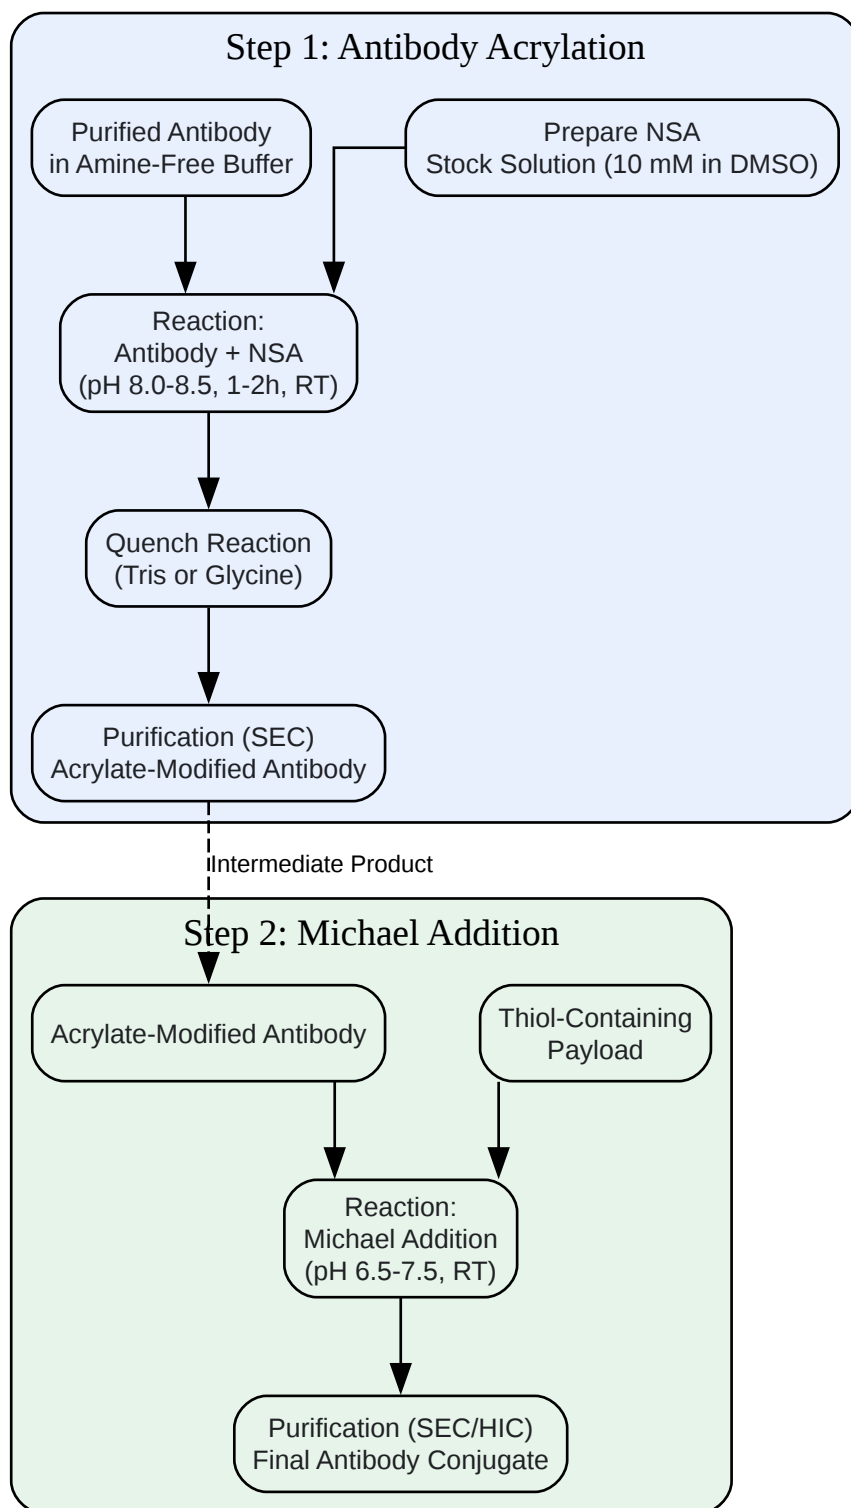 Step 1: Antibody Acrylation
Purified Antibody
in Amine-Free Buffer
Prepare NSA
Stock Solution (10 mM in DMSO)
Reaction:
Antibody + NSA
(pH 8.0-8.5, 1-2h, RT)
Quench Reaction
(Tris or Glycine)
Purification (SEC)
Acrylate-Modified Antibody
Intermediate Product
Step 2: Michael Addition
Acrylate-Modified Antibody
Thiol-Containing
Payload
Reaction:
Michael Addition
(pH 6.5-7.5, RT)
Purification (SEC/HIC)
Final Antibody Conjugate